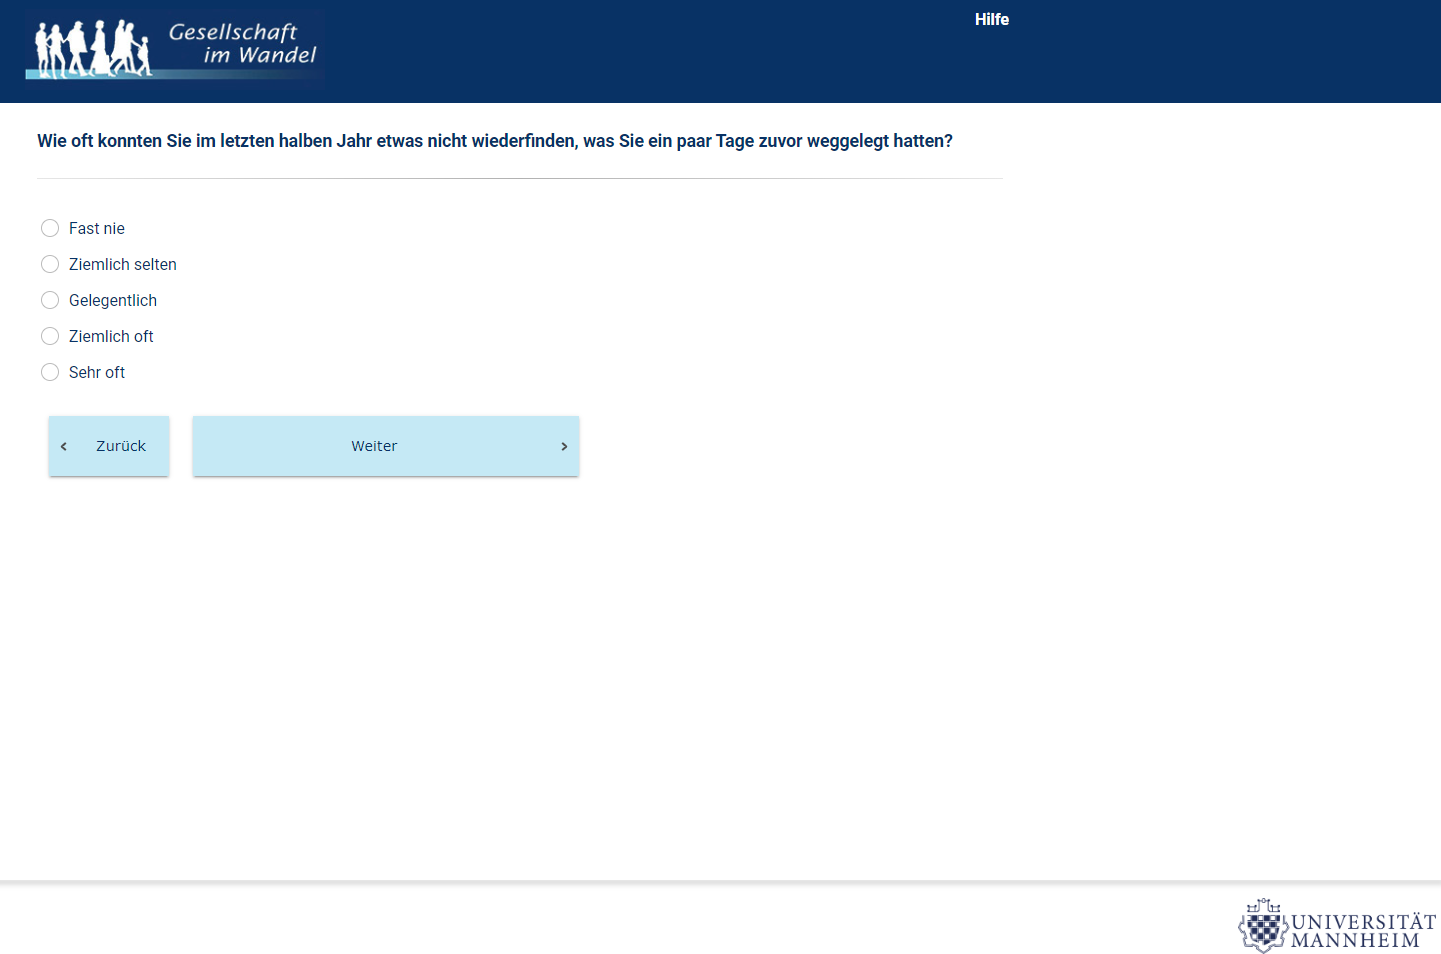 Gesellschaft
im Wandel
Hilfe
Wie oft konnten Sie im letzten halben Jahr etwas nicht wiederfinden, was Sie ein paar Tage zuvor weggelegt hatten?
Fast nie
Ziemlich selten
Gelegentlich
Ziemlich oft
Sehr oft
Zurück
Weiter
UNIVERSITÄT
MANNHEIM